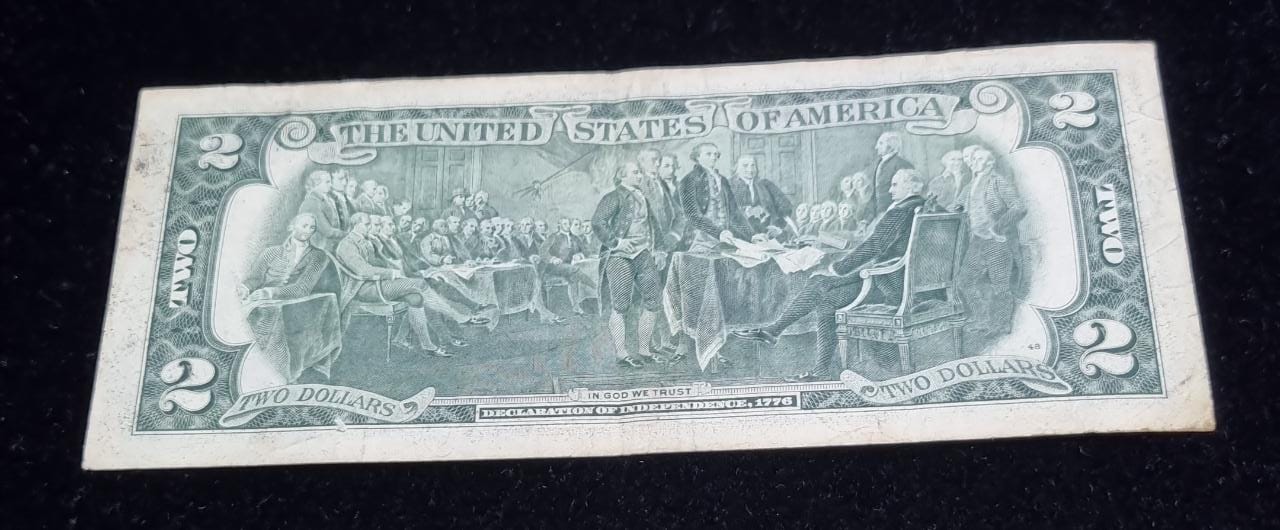 THE UNITED STATES OF AMERICA
2
2
TWO
TWO
2
2
48
TWO DOLLARS
TWO DOLLARS
IN GOD WE TRUST
DECLARATION OF INDEPENDENCE, 1776